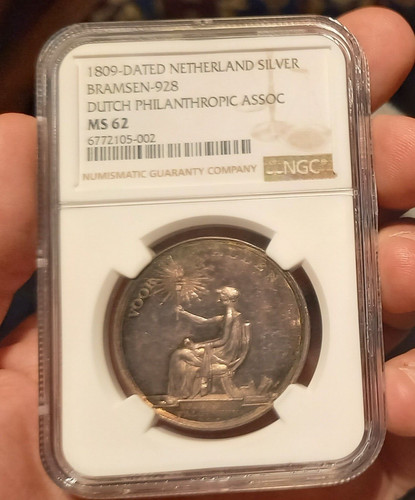 1809-DATED NETHERLAND SILVER
BRAMSEN-928
DUTCH PHILANTHROPIC ASSOC
MS 62
6772105-002
NUMISMATIC GUARANTY COMPANY
NGC
VOOR